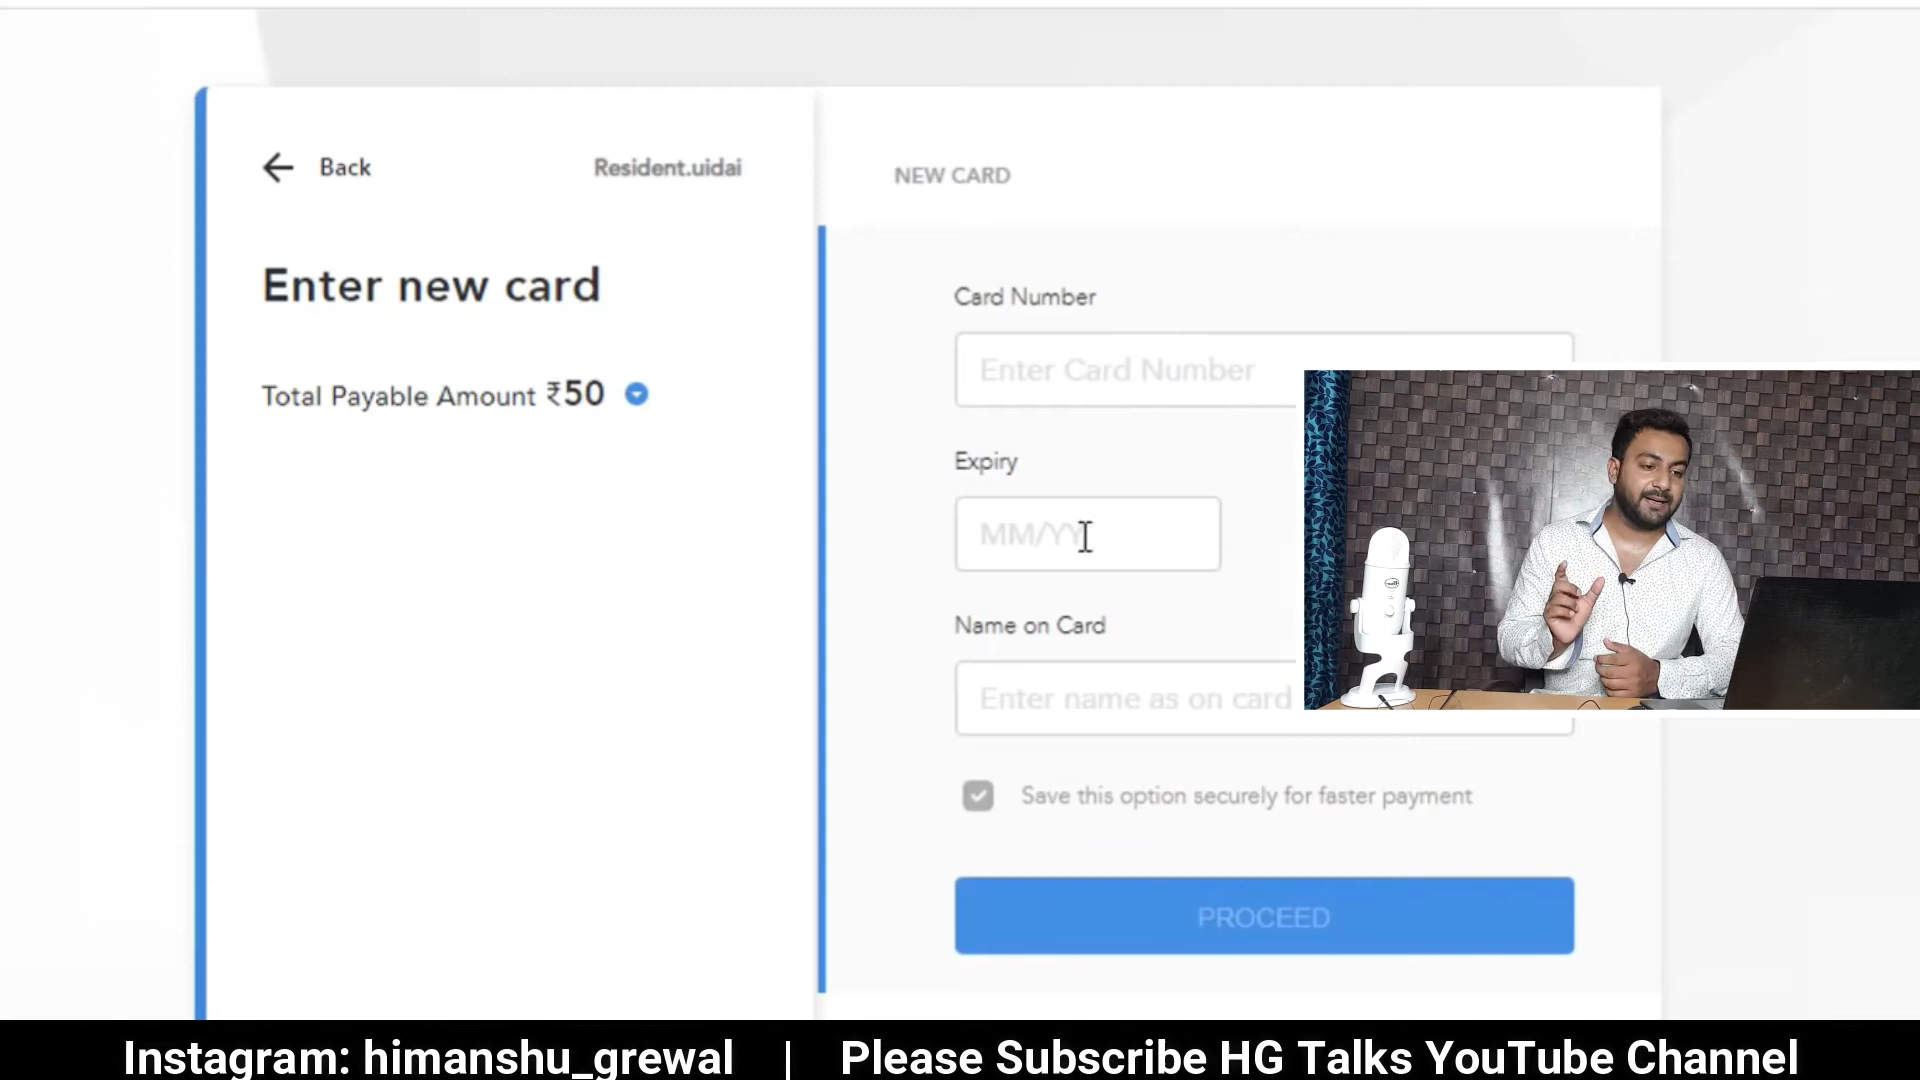 Back
Resident.uidai
Enter new card
Total Payable Amount ₹50
NEW CARD
Card Number
Enter Card Number
Expiry
MM/YY
Name on Card
Enter name as on card
Save this option securely for faster payment
PROCEED
Instagram: himanshu_grewal | Please Subscribe HG Talks YouTube Channel